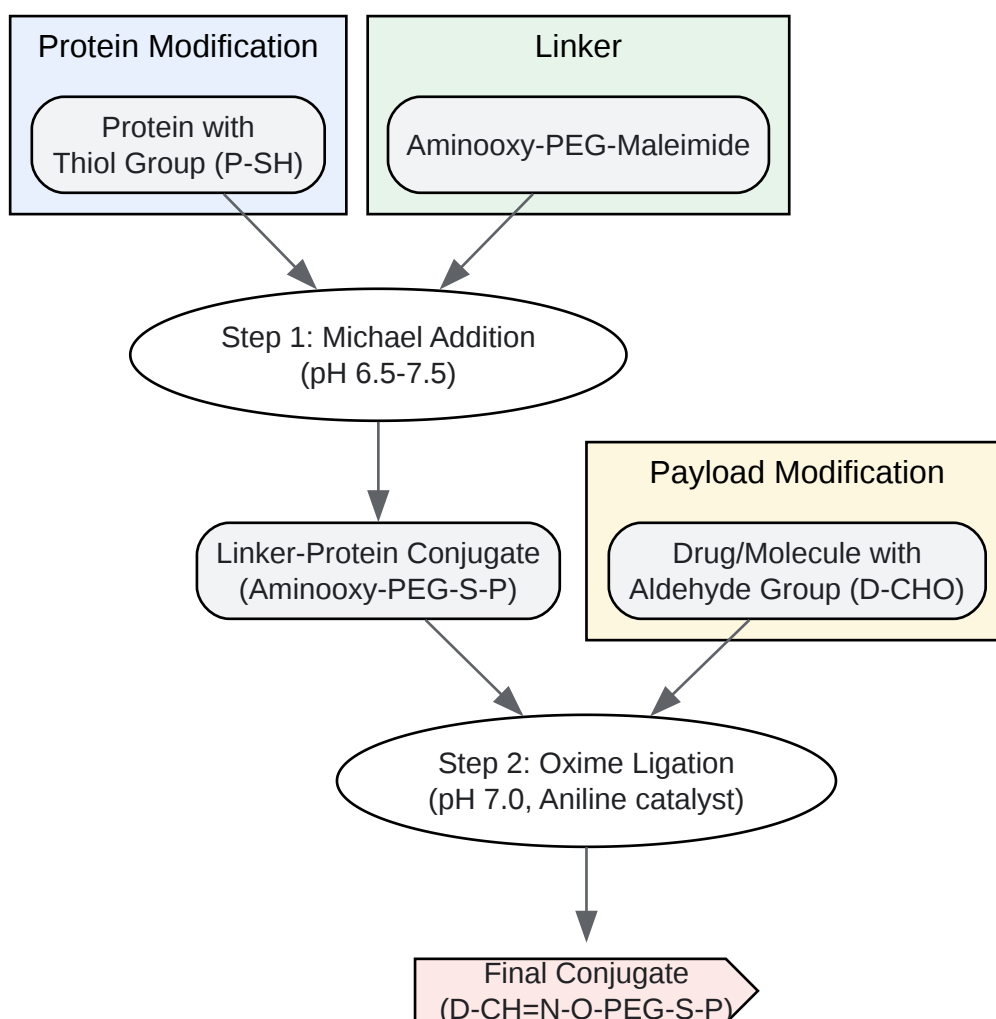 Protein Modification
Linker
Protein with
Thiol Group (P-SH)
Aminooxy-PEG-Maleimide
Step 1: Michael Addition
(pH 6.5-7.5)
Payload Modification
Linker-Protein Conjugate
(Aminooxy-PEG-S-P)
Drug/Molecule with
Aldehyde Group (D-CHO)
Step 2: Oxime Ligation
(pH 7.0, Aniline catalyst)
Final Conjugate
(D-CH=N-O-PEG-S-P)